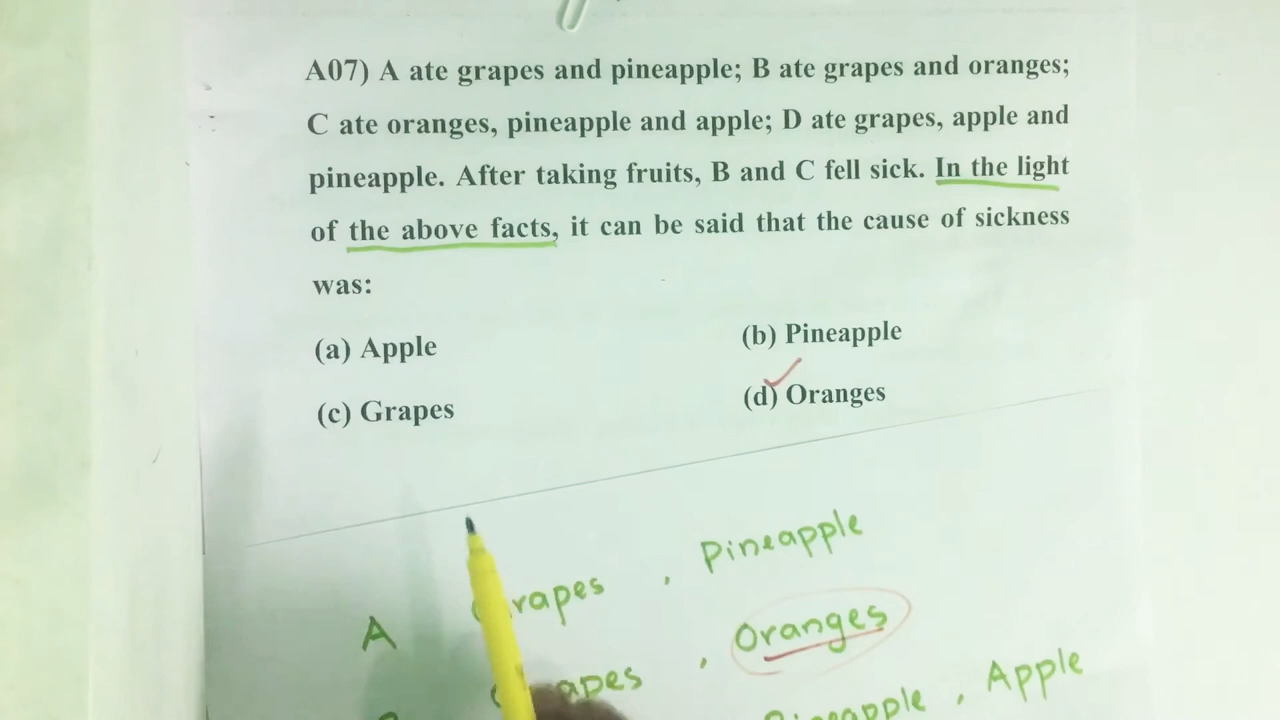 A07) A ate grapes and pineapple; B ate grapes and oranges;
C ate oranges, pineapple and apple; D ate grapes, apple and
pineapple. After taking fruits, B and C fell sick. In the light
of the above facts, it can be said that the cause of sickness
was:
(a) Apple (b) Pineapple
(c) Grapes (d) Oranges
A rapes , Pineapple
apes , Oranges
Pineapple , Apple